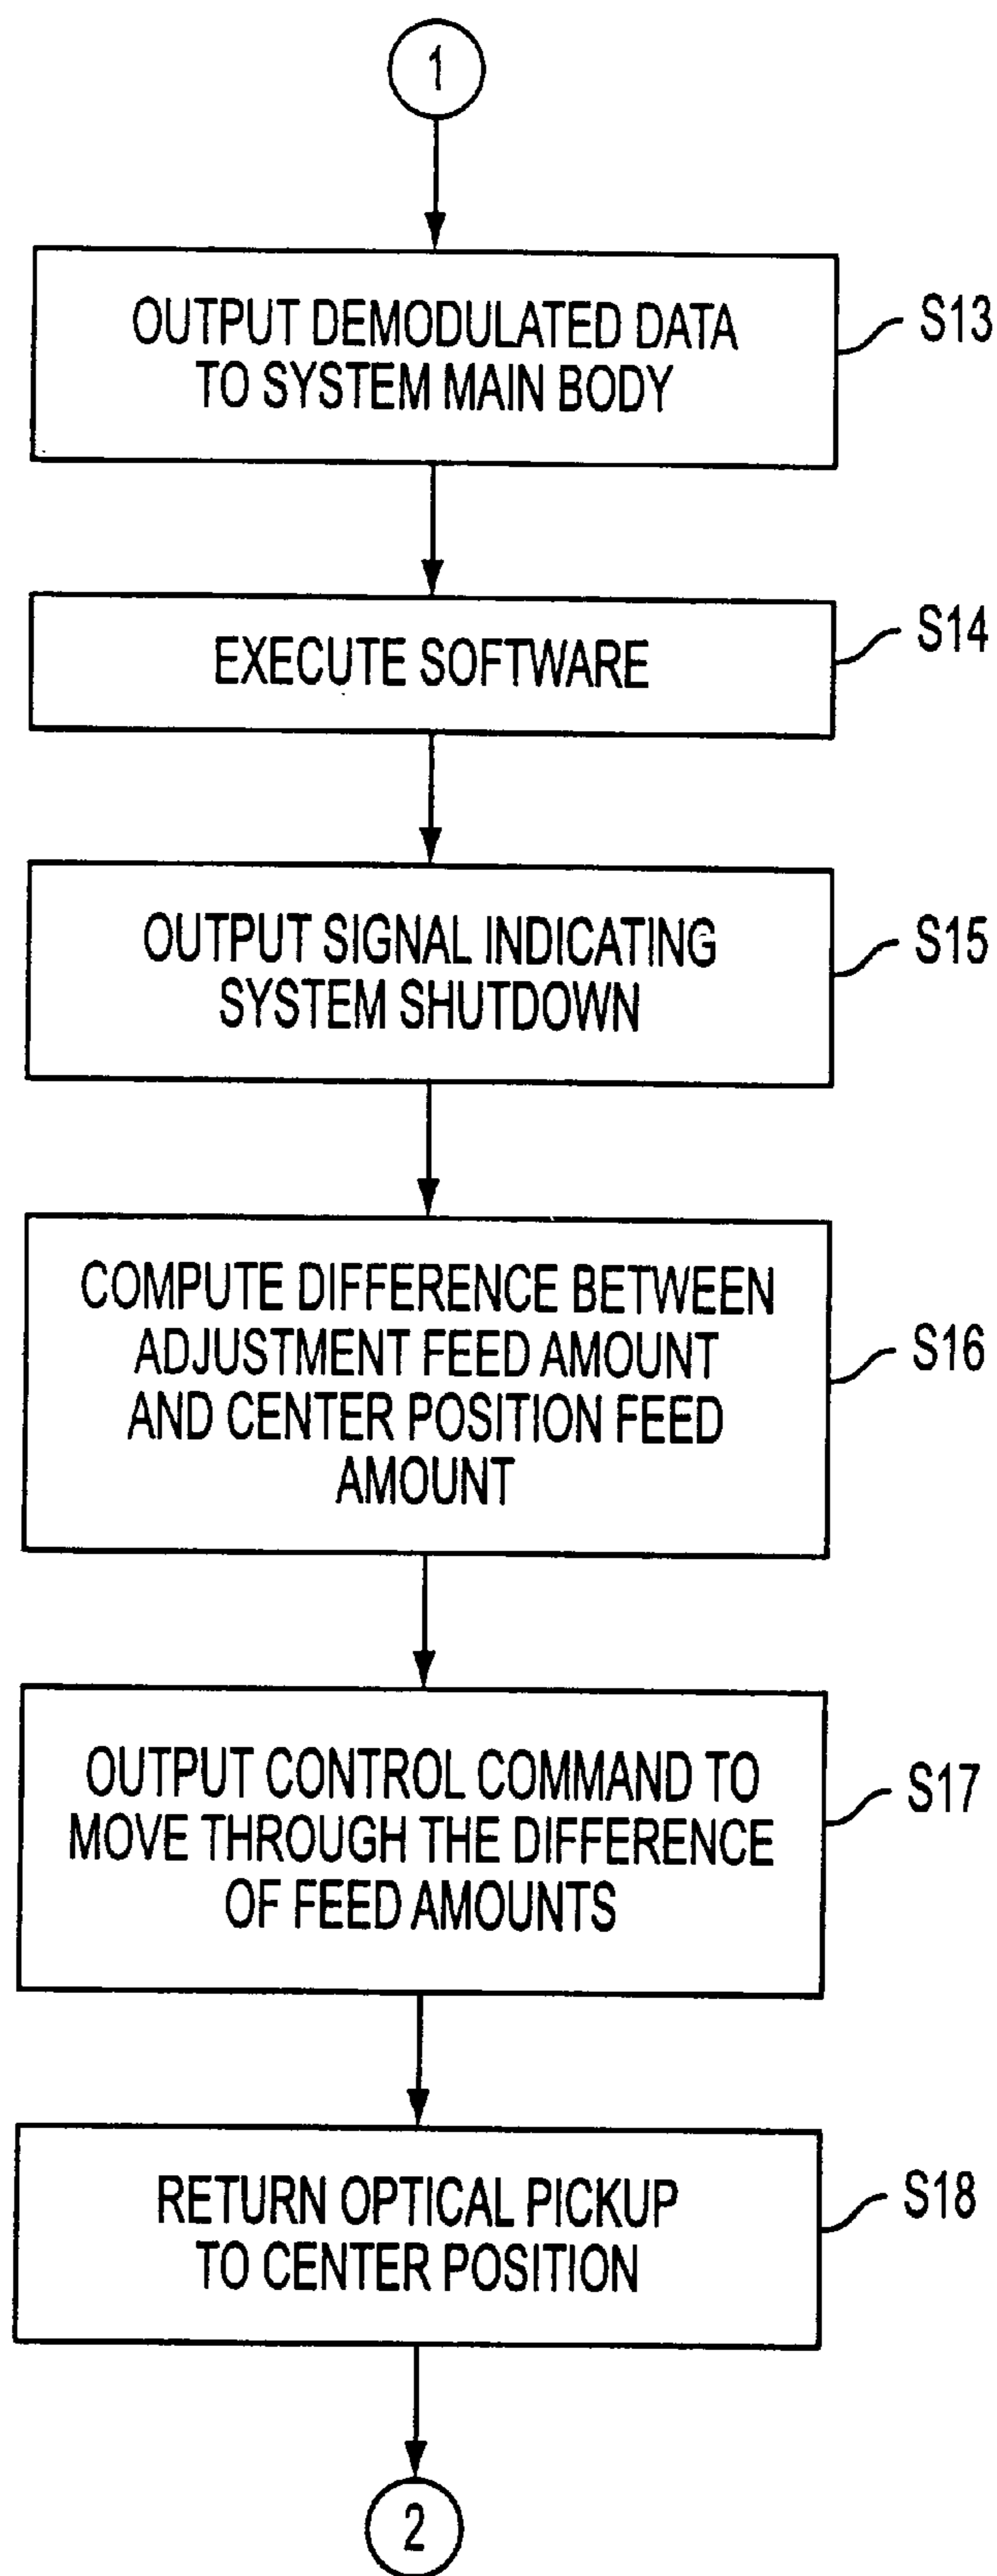 1
OUTPUT DEMODULATED DATA
TO SYSTEM MAIN BODY
S13
EXECUTE SOFTWARE
S14
OUTPUT SIGNAL INDICATING
SYSTEM SHUTDOWN
S15
COMPUTE DIFFERENCE BETWEEN
ADJUSTMENT FEED AMOUNT
AND CENTER POSITION FEED
AMOUNT
S16
OUTPUT CONTROL COMMAND TO
MOVE THROUGH THE DIFFERENCE
OF FEED AMOUNTS
S17
RETURN OPTICAL PICKUP
TO CENTER POSITION
S18
2